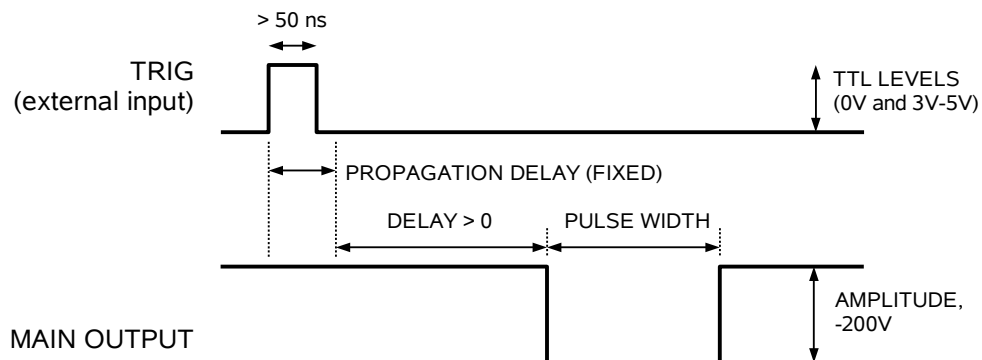 > 50 ns
TRIG
(external input)
TTL LEVELS
(0V and 3V-5V)
PROPAGATION DELAY (FIXED)
DELAY > 0
PULSE WIDTH
AMPLITUDE,
-200V
MAIN OUTPUT